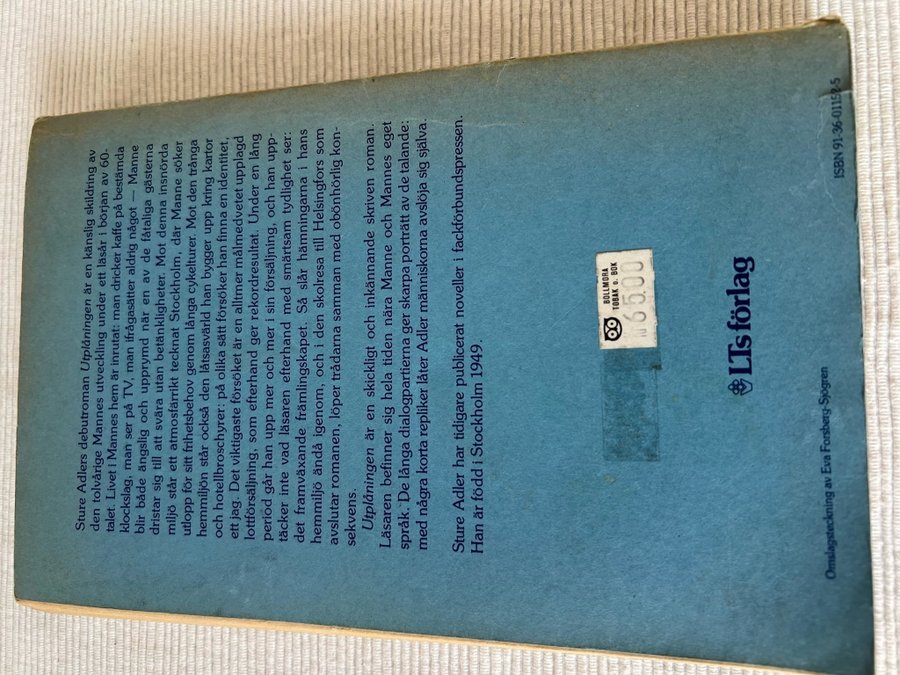 Sture Adlers debutroman Utplåningen är en känslig skildring av
den tolvårige Mannes utveckling under ett läsår i början av 60-
talet. Livet i Mannes hem är inrutat: man dricker kaffe på bestämda
klockslag, man ser på TV, man ifrågasätter aldrig något — Manne
blir både ängslig och upprymd när en av de fåtaliga gästerna
dristar sig till att svära utan betänkligheter. Mot denna insnörda
miljö står ett atmosfärrikt tecknat Stockholm, där Manne söker
utlopp för sitt frihetsbehov genom långa cykelturer. Mot den trånga
hemmiljön står också den låtsasvärld han bygger upp kring kartor
och hotellbroschyrer: på olika sätt försöker han finna en identitet,
ett jag. Det viktigaste försöket är en alltmer målmedvetet upplagd
lottförsäljning, som efterhand ger rekordresultat. Under en lång
period går han upp mer och mer i sin försäljning, och han upp-
täcker inte vad läsaren efterhand med smärtsam tydlighet ser:
det framväxande främlingskapet. Så slår hämningarna i hans
hemmiljö ändå igenom, och i den skolresa till Helsingfors som
avslutar romanen, löper trådarna samman med obönhörlig kon-
sekvens.
Utplåningen är en skickligt och inkännande skriven roman.
Läsaren befinner sig hela tiden nära Manne och Mannes eget
språk. De långa dialogpartierna ger skarpa porträtt av de talande:
med några korta repliker låter Adler människorna avslöja sig själva.
Sture Adler har tidigare publicerat noveller i fackförbundspressen.
Han är född i Stockholm 1949.
BOLLMORA
TOBAK o. BOK
65.00
LTs förlag
Omslagsteckning av Eva Forsberg-Sjögren
ISBN 91-36-01152-5